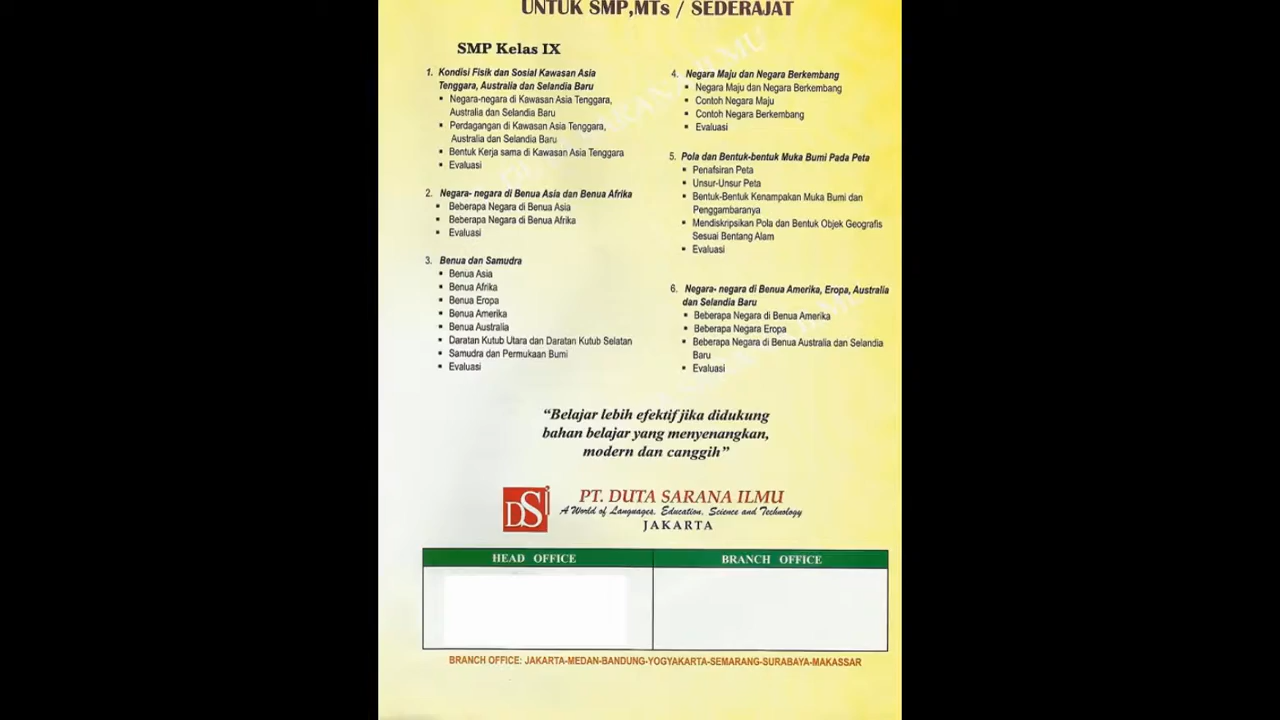 UNTUK SMP,MTs / SEDERAJAT
SMP Kelas IX
1. Kondisi Fisik dan Sosial Kawasan Asia
Tenggara, Australia dan Selandia Baru
▪ Negara-negara di Kawasan Asia Tenggara,
Australia dan Selandia Baru
▪ Perdagangan di Kawasan Asia Tenggara,
Australia dan Selandia Baru
▪ Bentuk Kerja sama di Kawasan Asia Tenggara
▪ Evaluasi
2. Negara- negara di Benua Asia dan Benua Afrika
▪ Beberapa Negara di Benua Asia
▪ Beberapa Negara di Benua Afrika
▪ Evaluasi
3. Benua dan Samudra
▪ Benua Asia
▪ Benua Afrika
▪ Benua Eropa
▪ Benua Amerika
▪ Benua Australia
▪ Daratan Kutub Utara dan Daratan Kutub Selatan
▪ Samudra dan Permukaan Bumi
▪ Evaluasi
4. Negara Maju dan Negara Berkembang
▪ Negara Maju dan Negara Berkembang
▪ Contoh Negara Maju
▪ Contoh Negara Berkembang
▪ Evaluasi
5. Pola dan Bentuk-bentuk Muka Bumi Pada Peta
▪ Penafsiran Peta
▪ Unsur-Unsur Peta
▪ Bentuk-Bentuk Kenampakan Muka Bumi dan
Penggambaranya
▪ Mendiskripsikan Pola dan Bentuk Objek Geografis
Sesuai Bentang Alam
▪ Evaluasi
6. Negara- negara di Benua Amerika, Eropa, Australia
dan Selandia Baru
▪ Beberapa Negara di Benua Amerika
▪ Beberapa Negara Eropa
▪ Beberapa Negara di Benua Australia dan Selandia
Baru
▪ Evaluasi
“Belajar lebih efektif jika didukung
bahan belajar yang menyenangkan,
modern dan canggih”
DSi
PT. DUTA SARANA ILMU
A World of Languages, Education, Science and Technology
JAKARTA
HEAD OFFICE
BRANCH OFFICE
BRANCH OFFICE: JAKARTA-MEDAN-BANDUNG-YOGYAKARTA-SEMARANG-SURABAYA-MAKASSAR